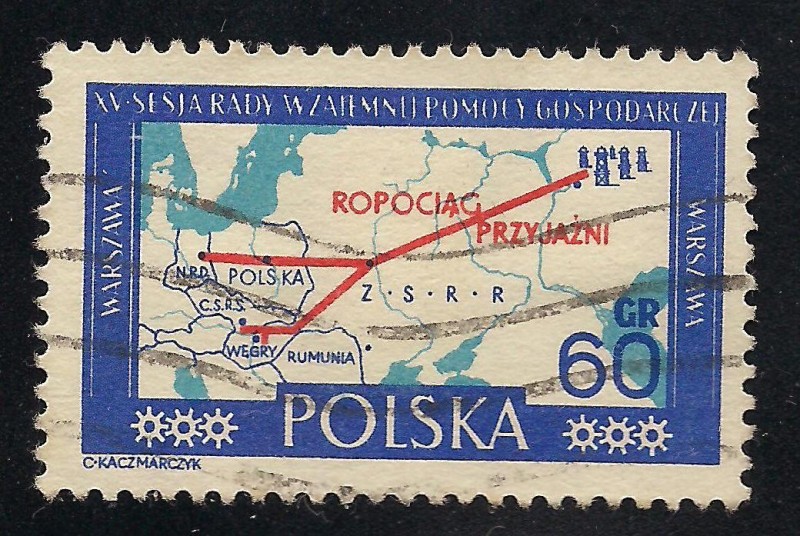 XV·SESJA RADY WZAJEMNEJ POMOCY GOSPODARCZEJ
WARSZAWA
WARSZAWA
ROPOCIĄG
PRZYJAŹNI
N.R.D.
POLSKA
Z·S·R·R
C.S.R.S.
WĘGRY
RUMUNIA
GR
60
POLSKA
C·KACZMARCZYK